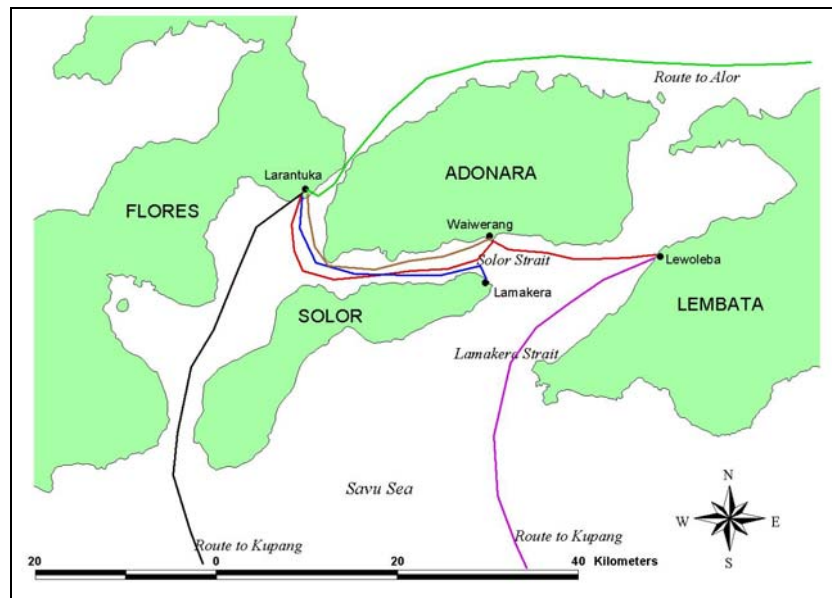 Route to Alor
Larantuka
ADONARA
FLORES
Waiwerang
Solor Strait
Lewoleba
Lamakera
SOLOR
LEMBATA
Lamakera Strait
Savu Sea
N
W E
S
Route to Kupang
Route to Kupang
20 0 20 40 Kilometers